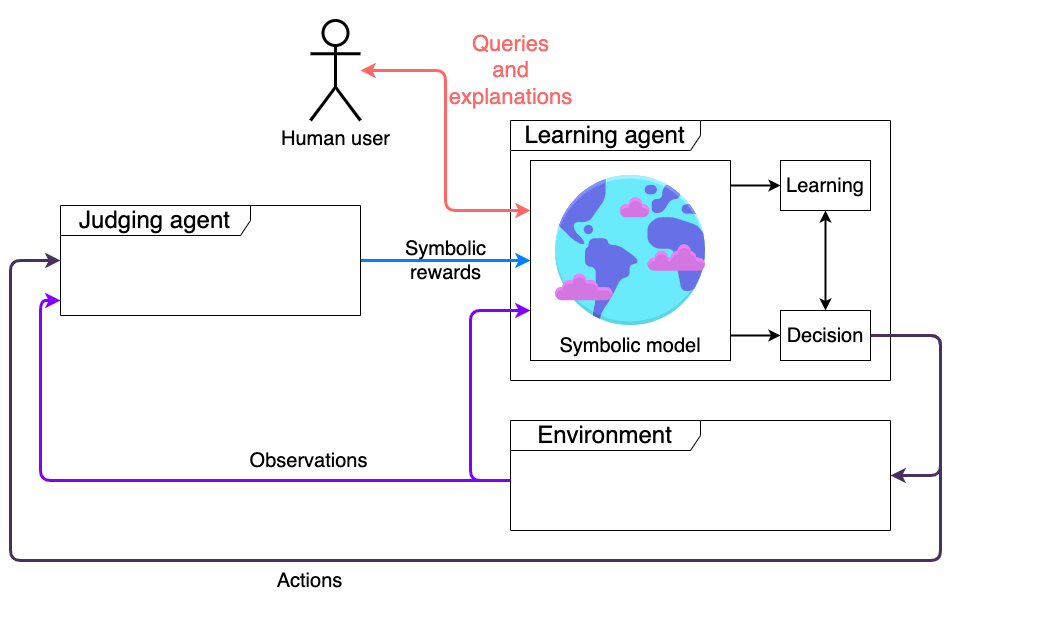 Queries
and
explanations
Human user
Learning agent
Learning
Judging agent
Symbolic
rewards
Symbolic model
Decision
Environment
Observations
Actions